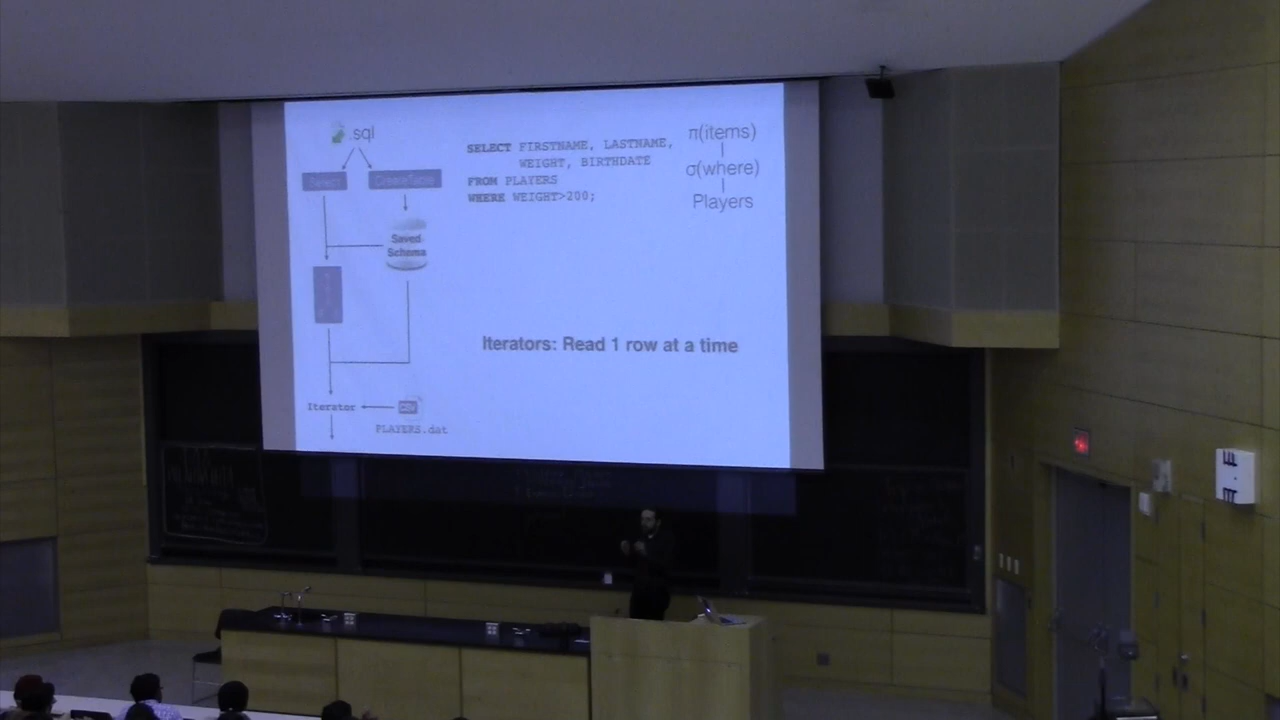 .sql
Select
CreateTable
Saved
Schema
Iterator
CSV
PLAYERS.dat
SELECT FIRSTNAME, LASTNAME,
WEIGHT, BIRTHDATE
FROM PLAYERS
WHERE WEIGHT>200;
π(items)
σ(where)
Players
Iterators: Read 1 row at a time